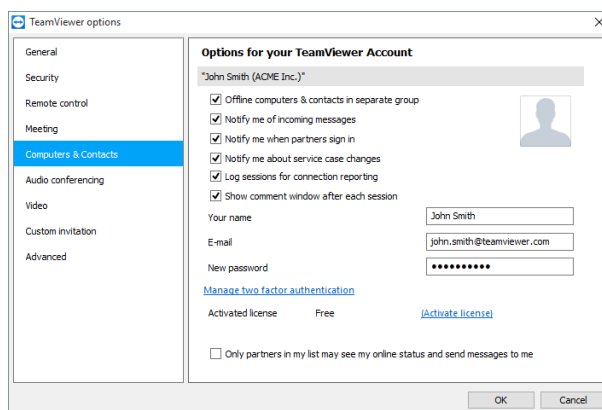 TeamViewer options
General
Security
Remote control
Meeting
Computers & Contacts
Audio conferencing
Video
Custom invitation
Advanced
Options for your TeamViewer Account
"John Smith (ACME Inc.)"
Offline computers & contacts in separate group
Notify me of incoming messages
Notify me when partners sign in
Notify me about service case changes
Log sessions for connection reporting
Show comment window after each session
Your name John Smith
E-mail john.smith@teamviewer.com
New password ●●●●●●●●●●
Manage two factor authentication
Activated license Free (Activate license)
Only partners in my list may see my online status and send messages to me
OK Cancel